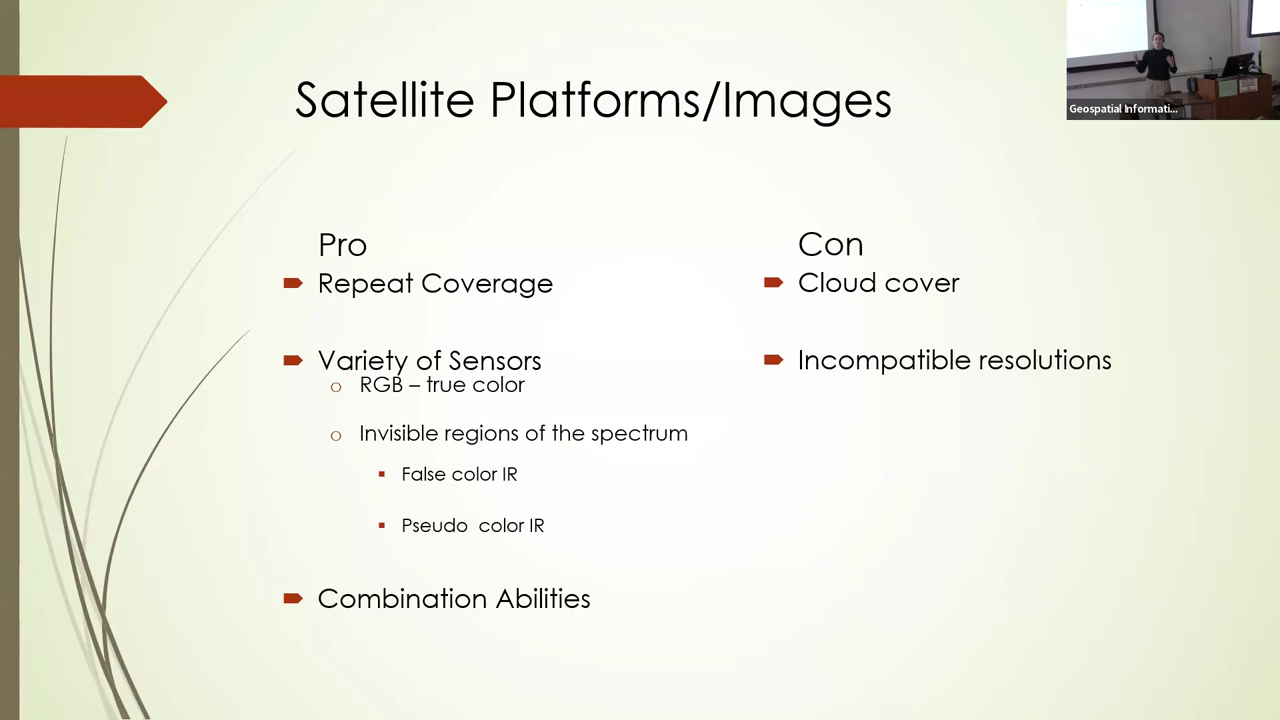 Satellite Platforms/Images
Geospatial Informati...
Pro
Repeat Coverage
Variety of Sensors
RGB – true color
Invisible regions of the spectrum
False color IR
Pseudo color IR
Combination Abilities
Con
Cloud cover
Incompatible resolutions